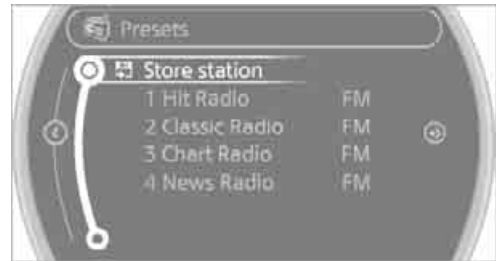 Presets
Store station
1 Hit Radio FM
2 Classic Radio FM
3 Chart Radio FM
4 News Radio FM